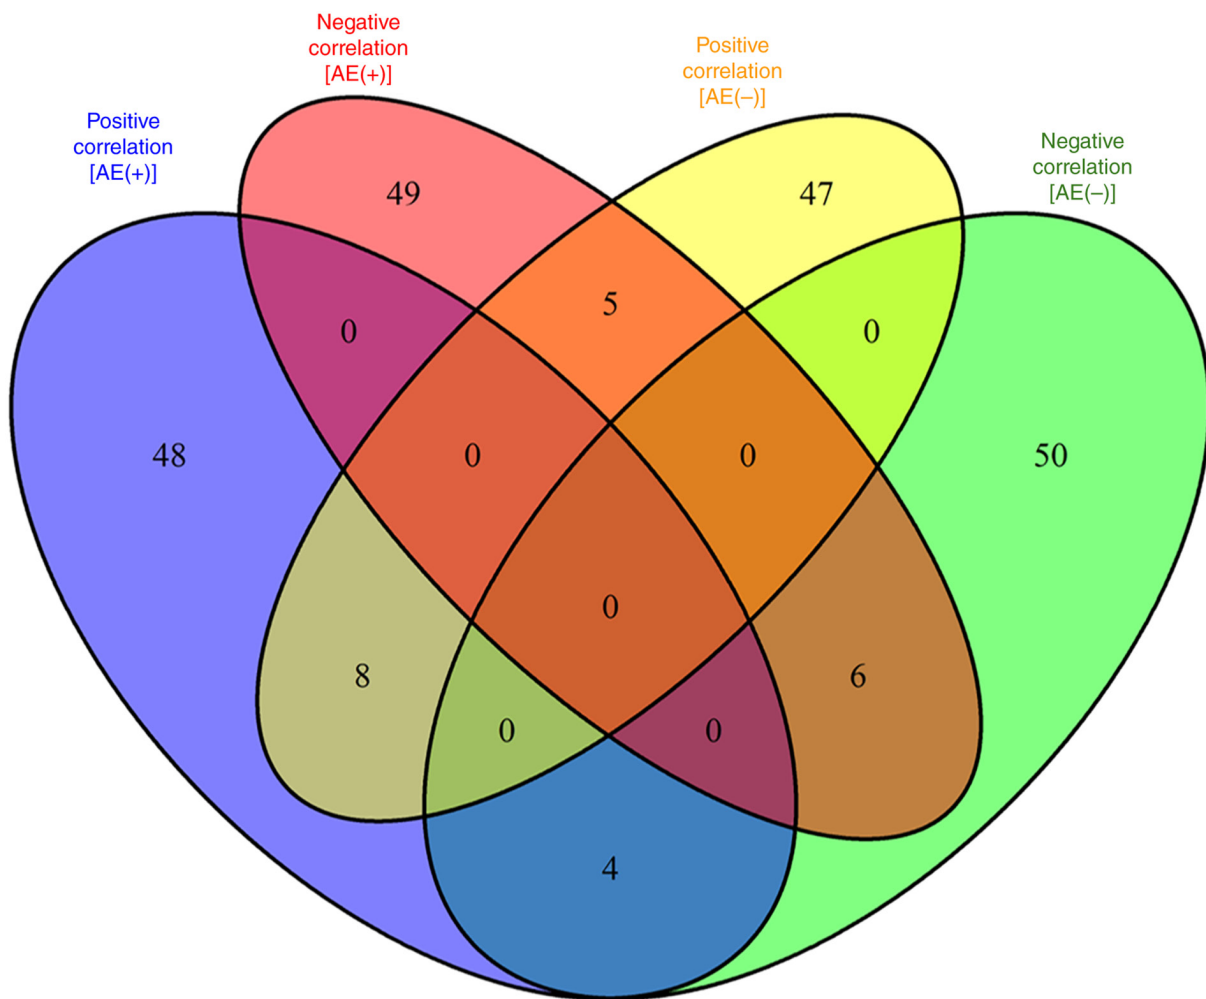 Negative
correlation
[AE(+)]
Positive
correlation
[AE(–)]
Positive
correlation
[AE(+)]
Negative
correlation
[AE(–)]
49
47
5
0
0
48
0
0
50
0
8
6
0
0
4